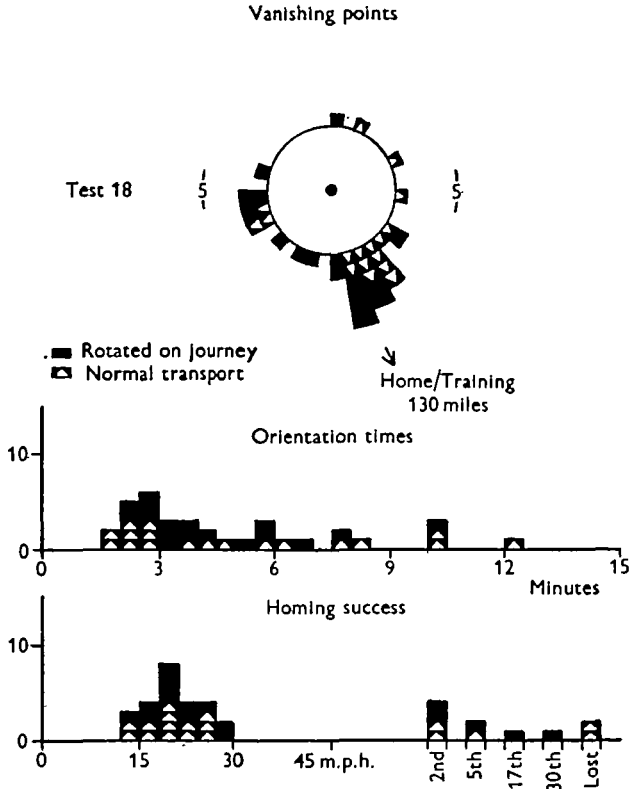 Vanishing points
Test 18
5
5
Rotated on journey
Normal transport
Home/Training
130 miles
Orientation times
10
0
0 3 6 9 12 15
Minutes
Homing success
10
0
0 15 30 45 m.p.h. 2nd 5th 17th 30th Lost